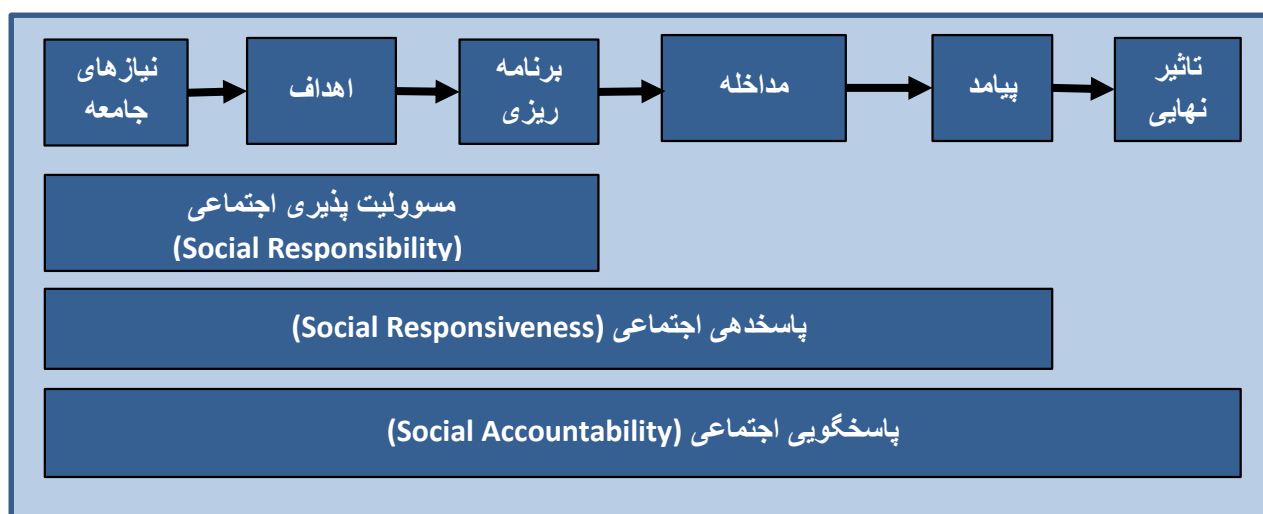 نیازهای
جامعه
اهداف
برنامه
ریزی
مداخله
پیامد
تاثیر
نهایی
مسوولیت پذیری اجتماعی
(Social Responsibility)
پاسخدهی اجتماعی (Social Responsiveness)
پاسخگویی اجتماعی (Social Accountability)